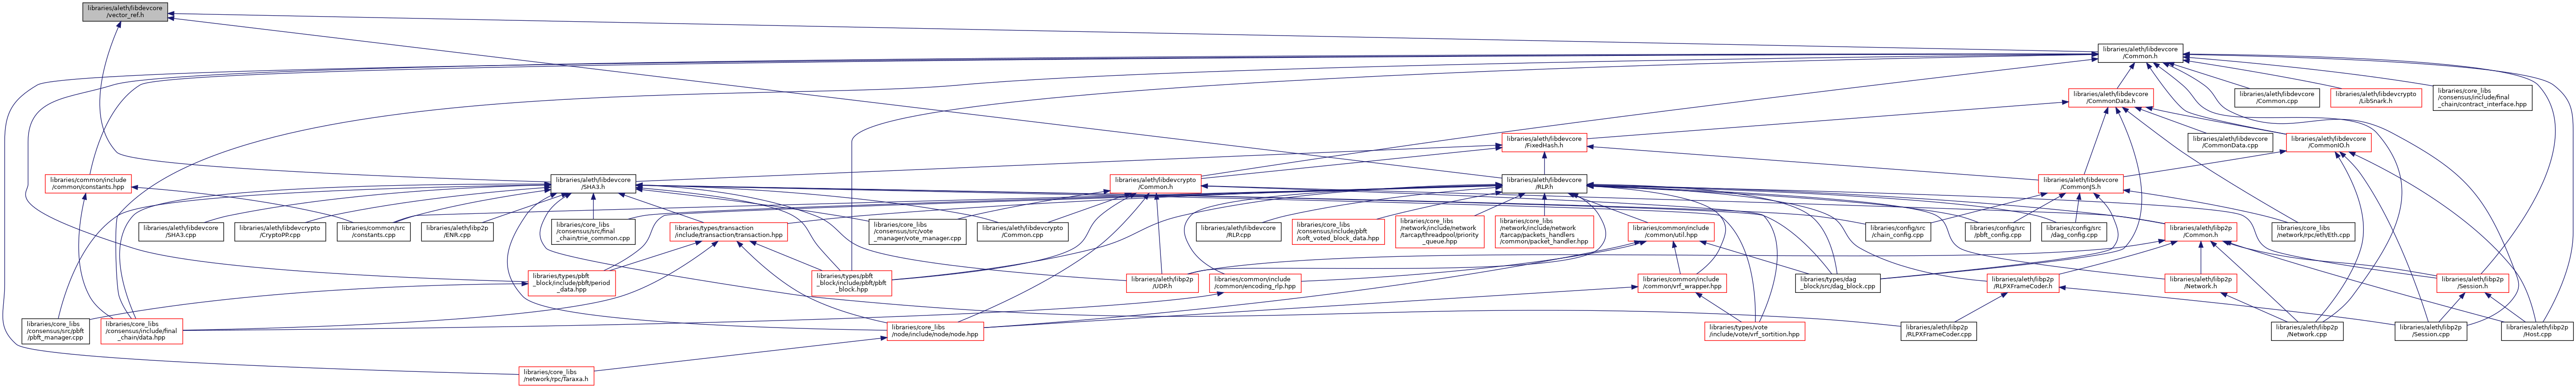 libraries/aleth/libdevcore
/vector_ref.h
libraries/aleth/libdevcore
/Common.h
libraries/aleth/libdevcore
/CommonData.h
libraries/aleth/libdevcore
/Common.cpp
libraries/aleth/libdevcrypto
/LibSnark.h
libraries/core_libs
/consensus/include/final
_chain/contract_interface.hpp
libraries/aleth/libdevcore
/FixedHash.h
libraries/aleth/libdevcore
/CommonData.cpp
libraries/aleth/libdevcore
/CommonIO.h
libraries/common/include
/common/constants.hpp
libraries/aleth/libdevcore
/SHA3.h
libraries/aleth/libdevcrypto
/Common.h
libraries/aleth/libdevcore
/RLP.h
libraries/aleth/libdevcore
/CommonJS.h
libraries/aleth/libdevcore
/SHA3.cpp
libraries/aleth/libdevcrypto
/CryptoPP.cpp
libraries/common/src
/constants.cpp
libraries/aleth/libp2p
/ENR.cpp
libraries/core_libs
/consensus/src/final
_chain/trie_common.cpp
libraries/types/transaction
/include/transaction/transaction.hpp
libraries/core_libs
/consensus/src/vote
_manager/vote_manager.cpp
libraries/aleth/libdevcrypto
/Common.cpp
libraries/aleth/libdevcore
/RLP.cpp
libraries/core_libs
/consensus/include/pbft
/soft_voted_block_data.hpp
libraries/core_libs
/network/include/network
/tarcap/threadpool/priority
_queue.hpp
libraries/core_libs
/network/include/network
/tarcap/packets_handlers
/common/packet_handler.hpp
libraries/common/include
/common/util.hpp
libraries/config/src
/chain_config.cpp
libraries/config/src
/pbft_config.cpp
libraries/config/src
/dag_config.cpp
libraries/aleth/libp2p
/Common.h
libraries/core_libs
/network/rpc/eth/Eth.cpp
libraries/types/pbft
_block/include/pbft/period
_data.hpp
libraries/types/pbft
_block/include/pbft/pbft
_block.hpp
libraries/aleth/libp2p
/UDP.h
libraries/common/include
/common/encoding_rlp.hpp
libraries/common/include
/common/vrf_wrapper.hpp
libraries/types/dag
_block/src/dag_block.cpp
libraries/aleth/libp2p
/RLPXFrameCoder.h
libraries/aleth/libp2p
/Network.h
libraries/aleth/libp2p
/Session.h
libraries/core_libs
/consensus/src/pbft
/pbft_manager.cpp
libraries/core_libs
/consensus/include/final
_chain/data.hpp
libraries/core_libs
/node/include/node/node.hpp
libraries/types/vote
/include/vote/vrf_sortition.hpp
libraries/aleth/libp2p
/RLPXFrameCoder.cpp
libraries/aleth/libp2p
/Network.cpp
libraries/aleth/libp2p
/Session.cpp
libraries/aleth/libp2p
/Host.cpp
libraries/core_libs
/network/rpc/Taraxa.h